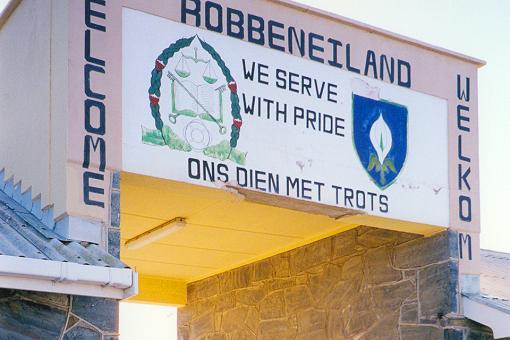 ROBBENEILAND
WELCOME
WE SERVE
WITH PRIDE
ONS DIEN MET TROTS
WELKOM